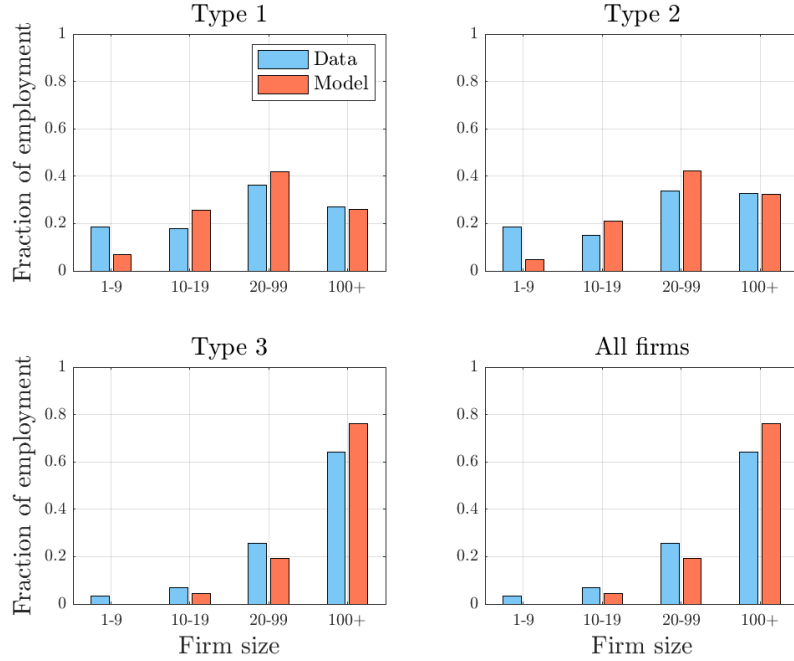 Type 1
Fraction of employment
1
0.8
0.6
0.4
0.2
0
Data
Model
1-9 10-19 20-99 100+
Type 2
1
0.8
0.6
0.4
0.2
0
1-9 10-19 20-99 100+
Type 3
Fraction of employment
1
0.8
0.6
0.4
0.2
0
1-9 10-19 20-99 100+
Firm size
All firms
1
0.8
0.6
0.4
0.2
0
1-9 10-19 20-99 100+
Firm size